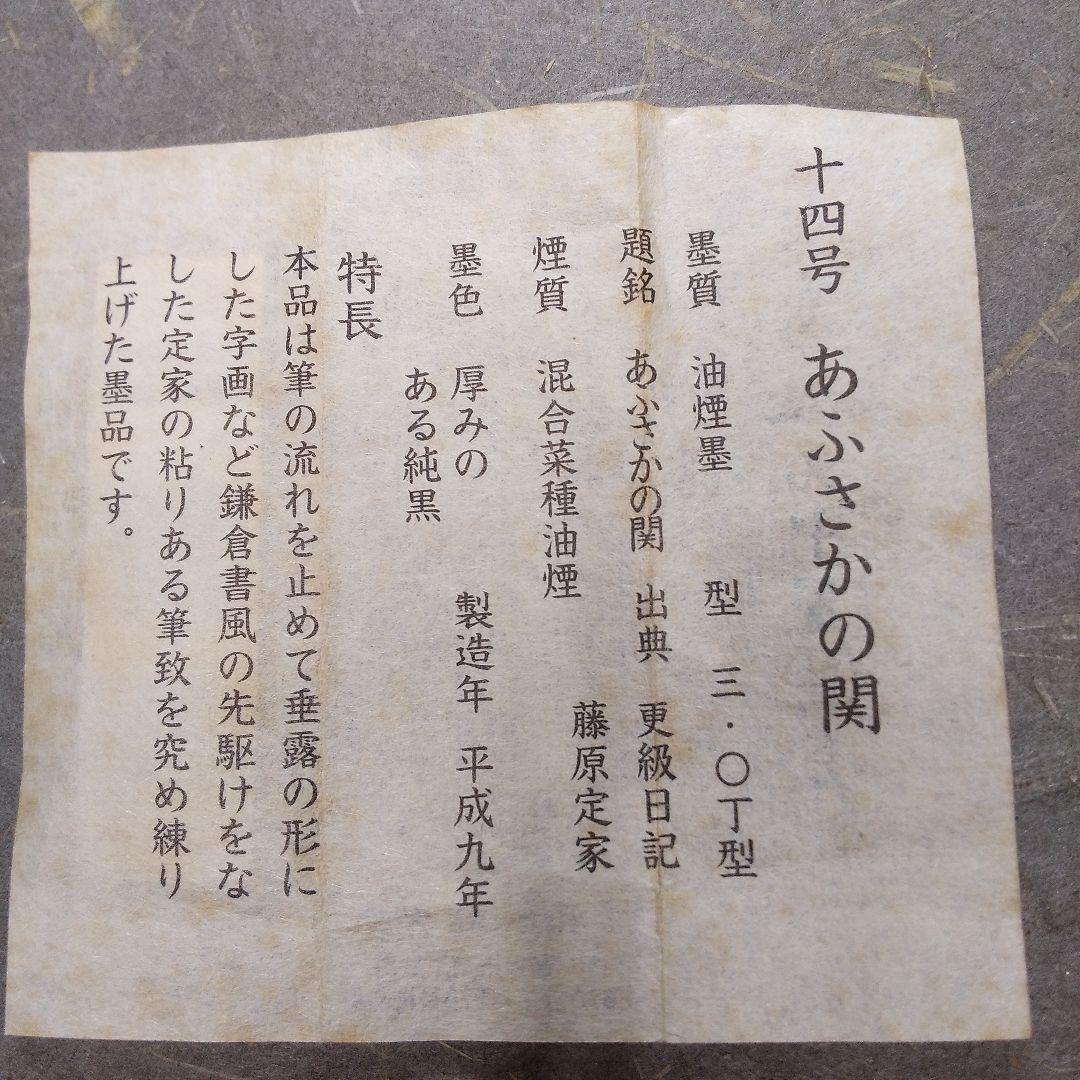 十四号　あふさかの関
墨質　油煙墨　型　三・〇丁型
題銘　あふさかの関　出典　更級日記
藤原定家
煙質　混合菜種油煙
墨色　厚みの
ある純黒
製造年　平成九年
特長
本品は筆の流れを止めて垂露の形に
した字画など鎌倉書風の先駆けをな
した定家の粘りある筆致を究め練り
上げた墨品です。